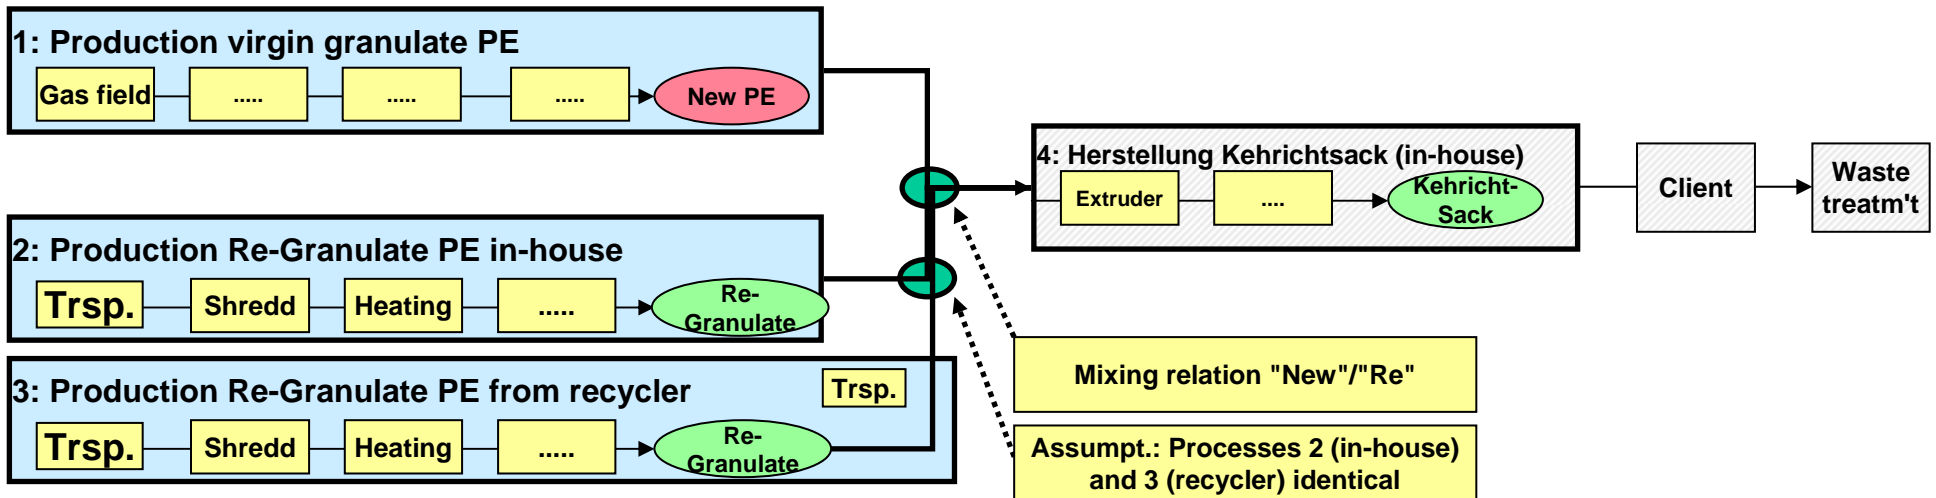 1: Production virgin granulate PE
Gas field
.....
.....
.....
New PE
2: Production Re-Granulate PE in-house
Trsp.
Shredd
Heating
.....
Re-
Granulate
3: Production Re-Granulate PE from recycler
Trsp.
Trsp.
Shredd
Heating
.....
Re-
Granulate
4: Herstellung Kehrichtsack (in-house)
Extruder
....
Kehricht-
Sack
Client
Waste
treatm't
Mixing relation "New"/"Re"
Assumpt.: Processes 2 (in-house)
and 3 (recycler) identical